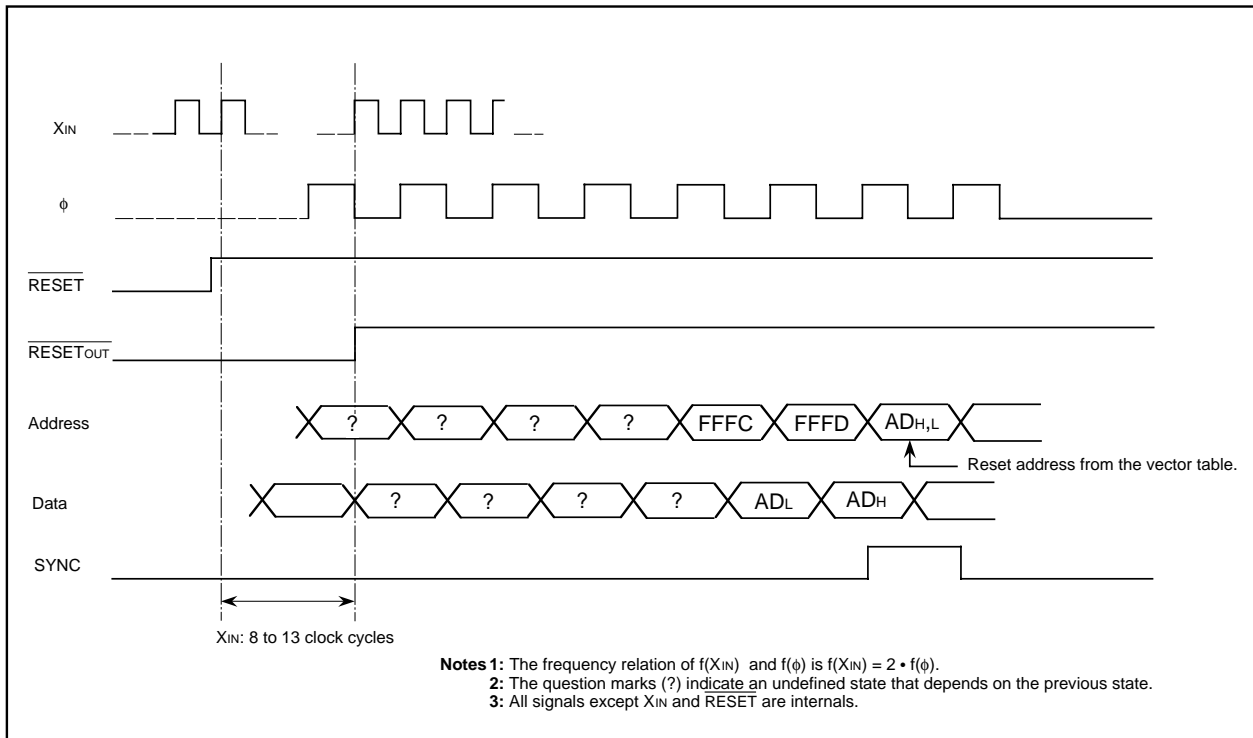 XIN
ϕ
RESET
RESETOUT
Address
? ? ? ? FFFC FFFD ADH,L
Reset address from the vector table.
Data
? ? ? ? ADL ADH
SYNC
XIN: 8 to 13 clock cycles
Notes 1: The frequency relation of f(XIN) and f(ϕ) is f(XIN) = 2 • f(ϕ).
2: The question marks (?) indicate an undefined state that depends on the previous state.
3: All signals except XIN and RESET are internals.